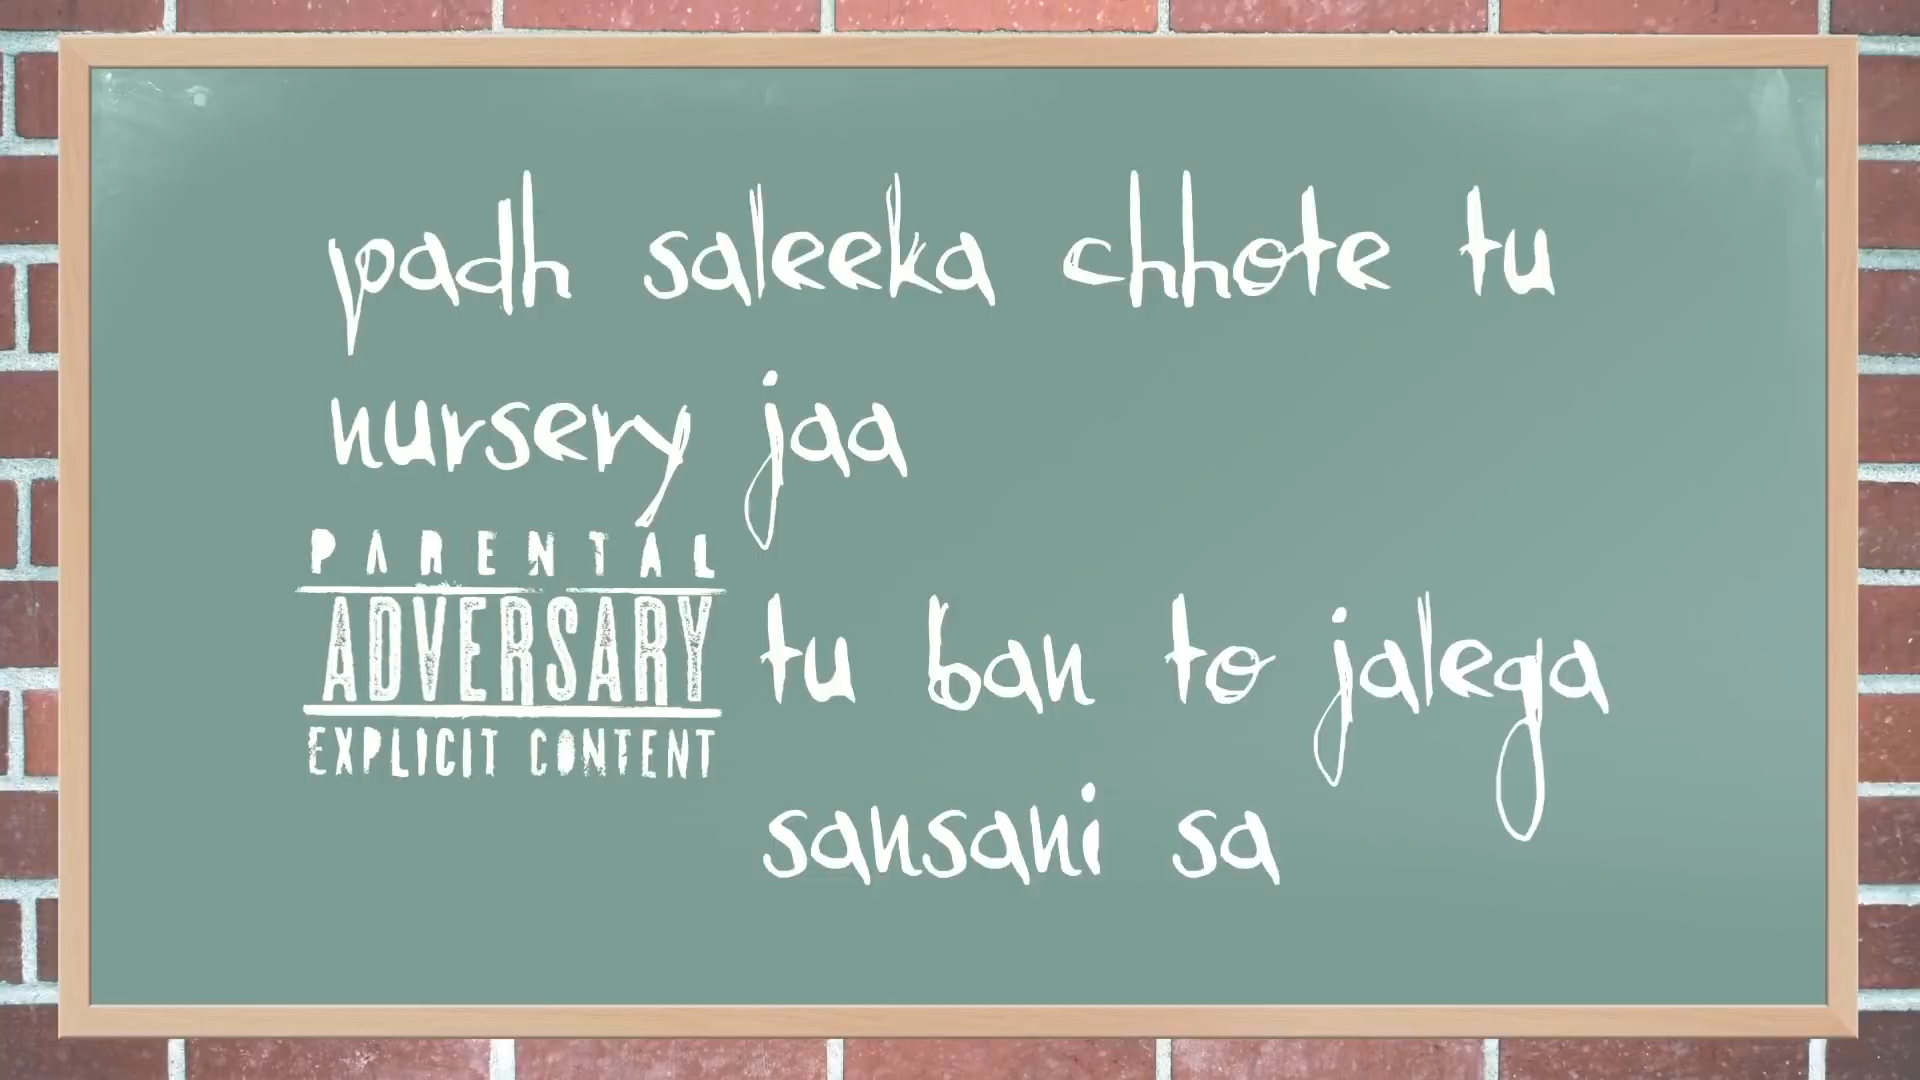 padh saleeka chhote tu
nursery jaa
PARENTAL
ADVERSARY
EXPLICIT CONTENT
tu ban to jalega
sansani sa